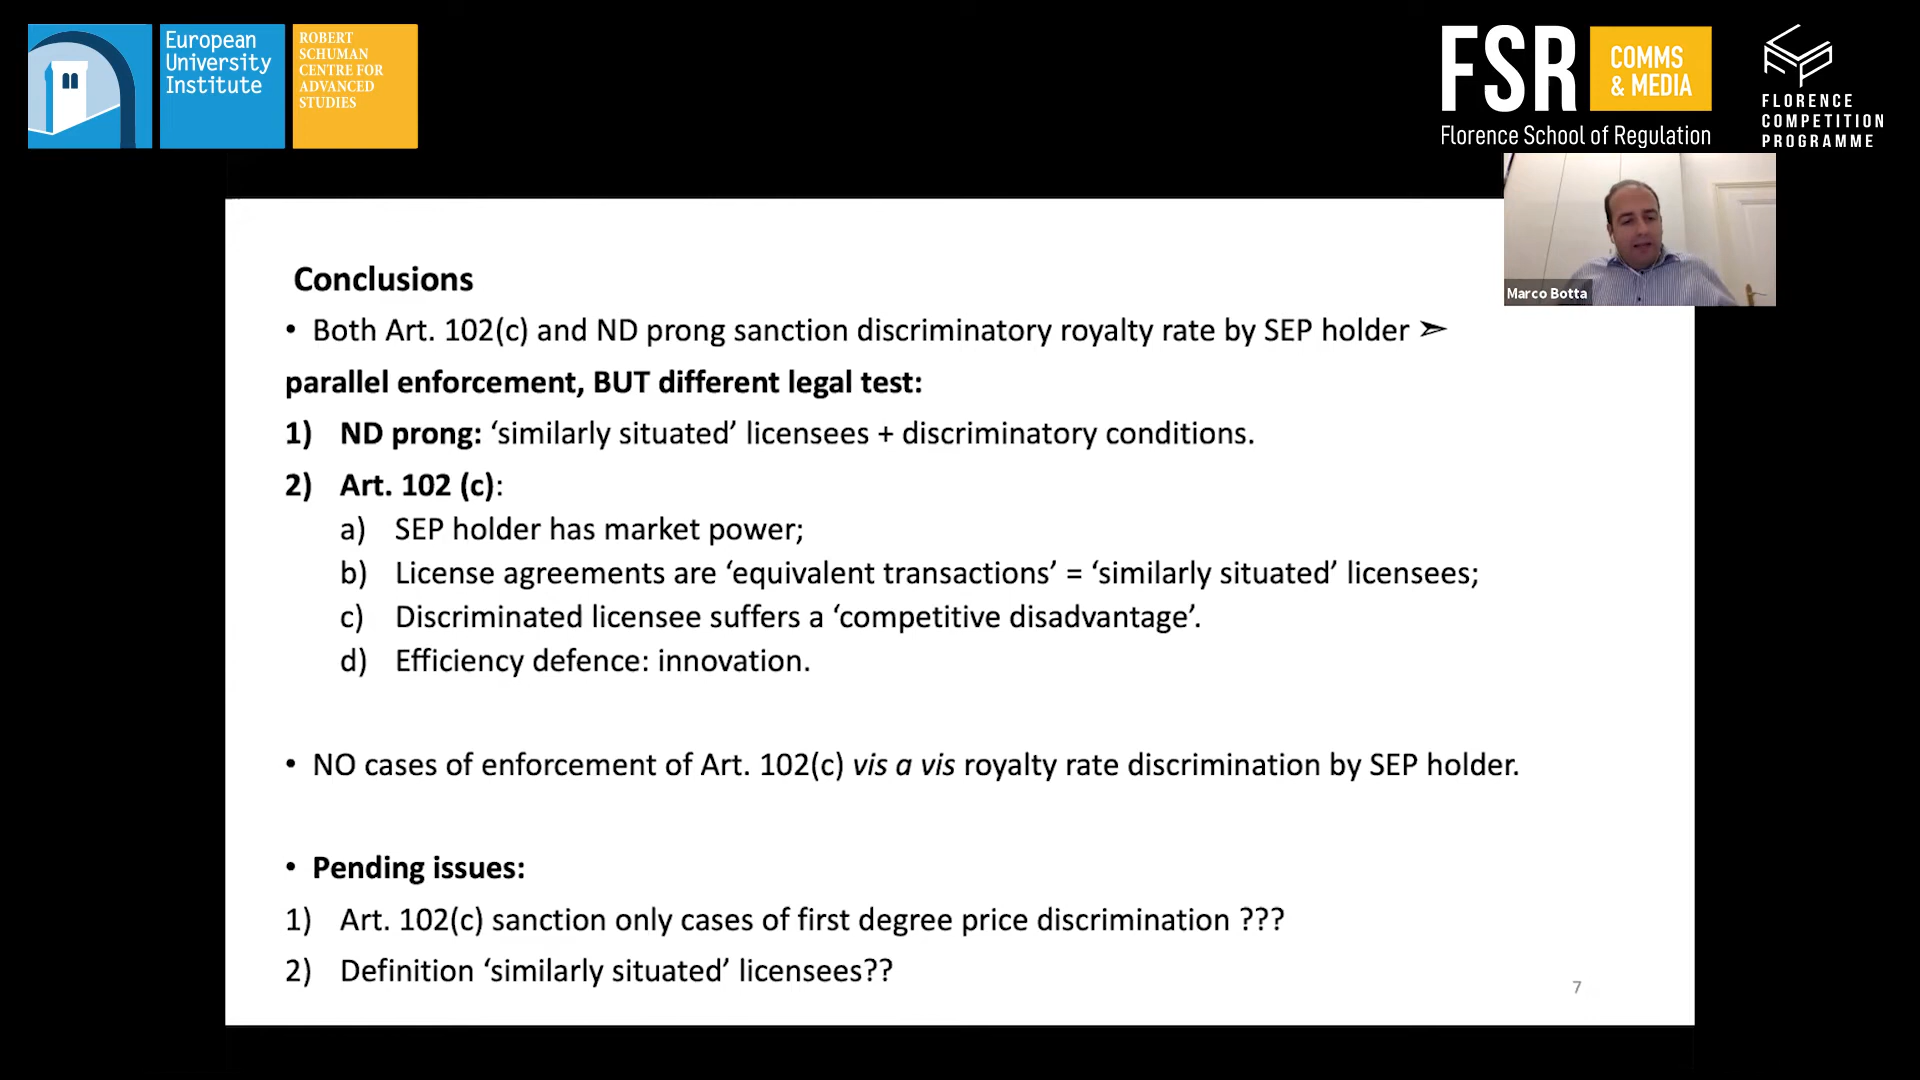 European
University
Institute
ROBERT
SCHUMAN
CENTRE FOR
ADVANCED
STUDIES
FSR
COMMS
& MEDIA
Florence School of Regulation
FLORENCE
COMPETITION
PROGRAMME
Marco Botta
Conclusions
• Both Art. 102(c) and ND prong sanction discriminatory royalty rate by SEP holder ➢
parallel enforcement, BUT different legal test:
1) ND prong: ‘similarly situated’ licensees + discriminatory conditions.
2) Art. 102 (c):
a) SEP holder has market power;
b) License agreements are ‘equivalent transactions’ = ‘similarly situated’ licensees;
c) Discriminated licensee suffers a ‘competitive disadvantage’.
d) Efficiency defence: innovation.
• NO cases of enforcement of Art. 102(c) vis a vis royalty rate discrimination by SEP holder.
• Pending issues:
1) Art. 102(c) sanction only cases of first degree price discrimination ???
2) Definition ‘similarly situated’ licensees??
7